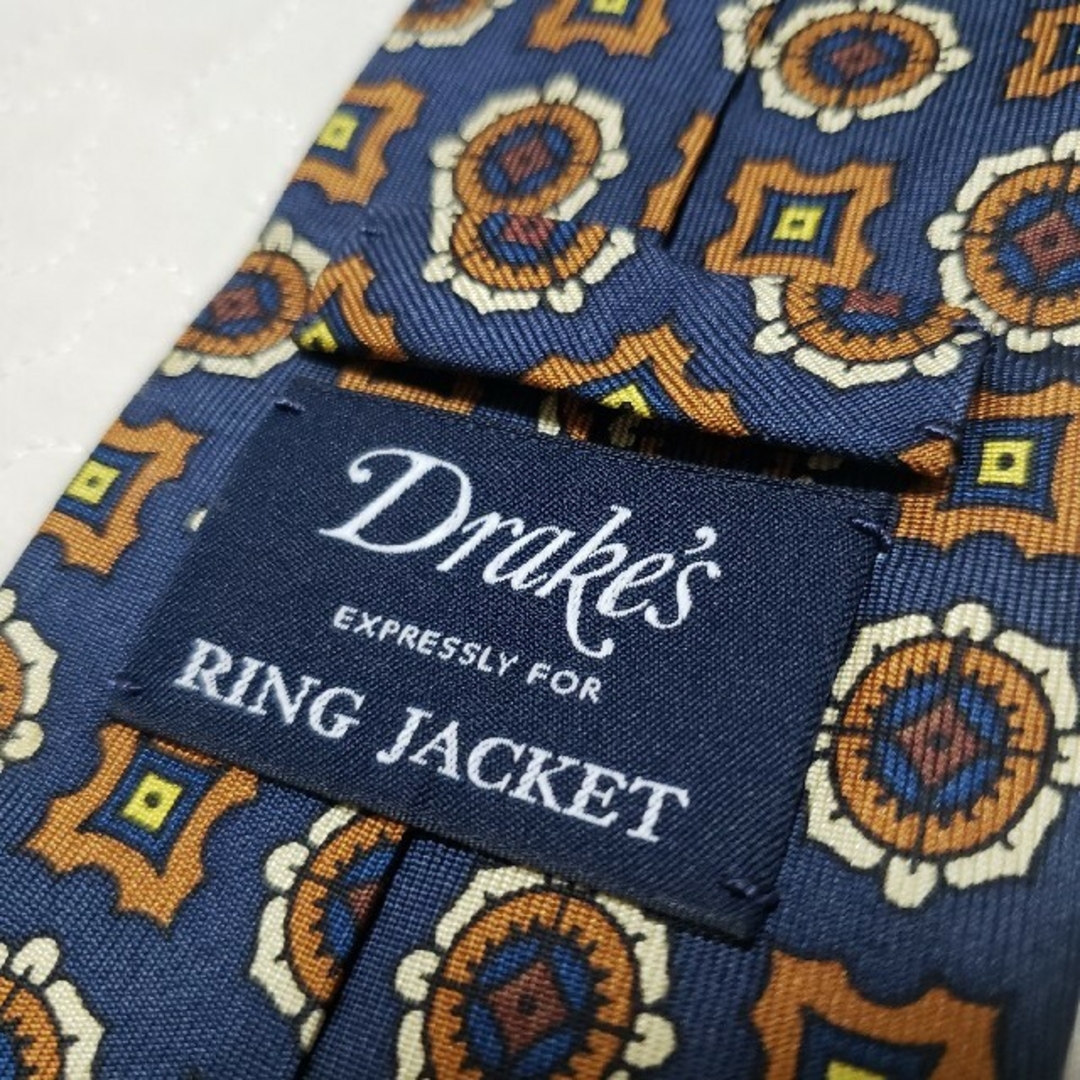 Drake's
EXPRESSLY FOR
RING JACKET